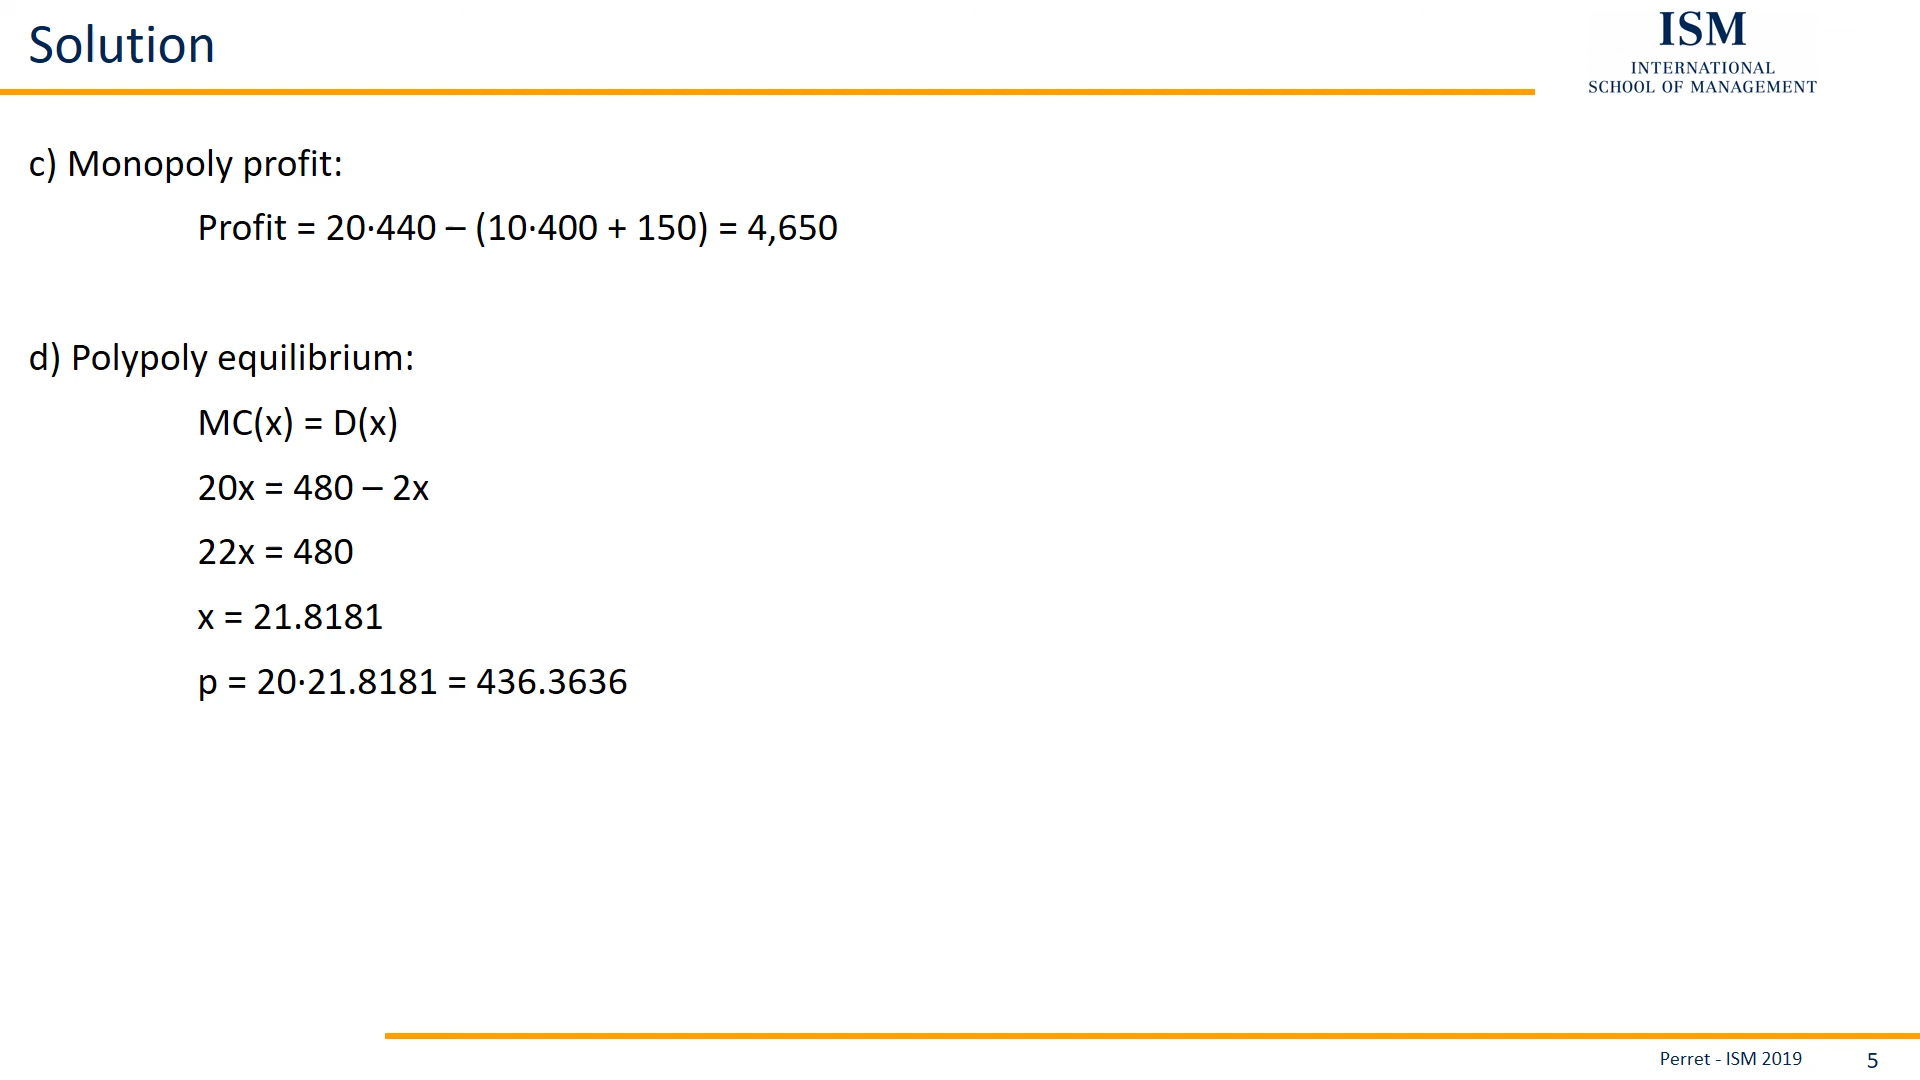 Solution
ISM
INTERNATIONAL
SCHOOL OF MANAGEMENT
c) Monopoly profit:
Profit = 20·440 – (10·400 + 150) = 4,650
d) Polypoly equilibrium:
MC(x) = D(x)
20x = 480 – 2x
22x = 480
x = 21.8181
p = 20·21.8181 = 436.3636
Perret - ISM 2019
5